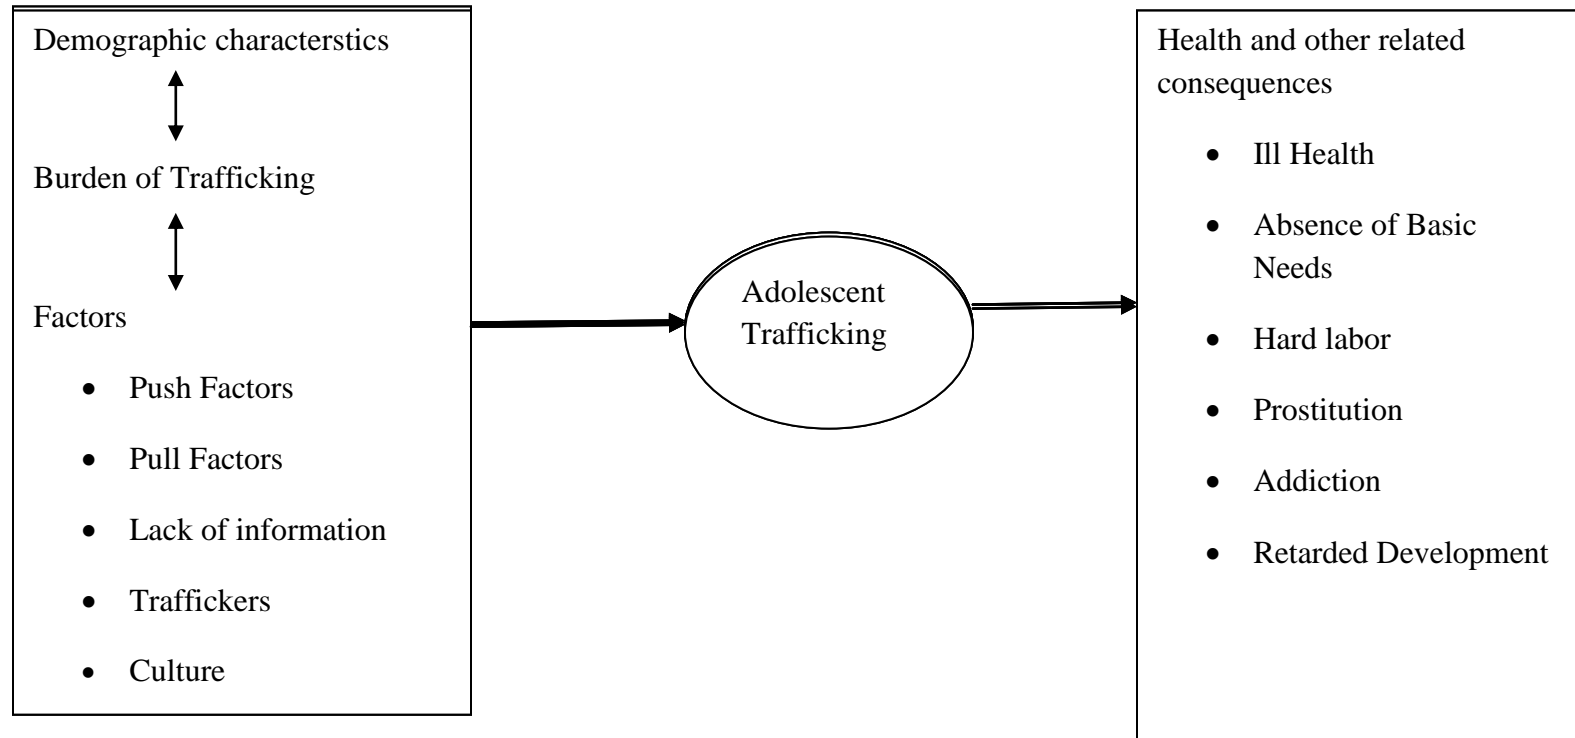 Demographic characterstics
Burden of Trafficking
Factors
• Push Factors
• Pull Factors
• Lack of information
• Traffickers
• Culture
Adolescent
Trafficking
Health and other related
consequences
• Ill Health
• Absence of Basic
Needs
• Hard labor
• Prostitution
• Addiction
• Retarded Development